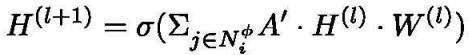 H^{(l+1)} = σ(Σ_{j∈N_i^ϕ} A′ · H^{(l)} · W^{(l)})